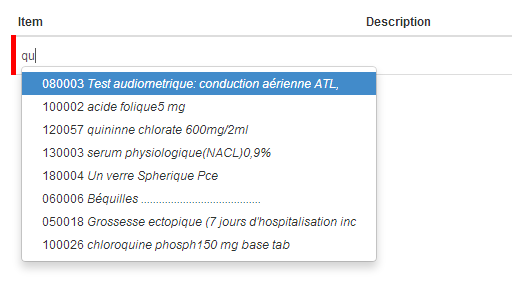 Item Description
qu
080003 Test audiometrique: conduction aérienne ATL,
100002 acide folique5 mg
120057 quininne chlorate 600mg/2ml
130003 serum physiologique(NACL)0,9%
180004 Un verre Spherique Pce
060006 Béquilles ........................................
050018 Grossesse ectopique (7 jours d'hospitalisation inc
100026 chloroquine phosph150 mg base tab